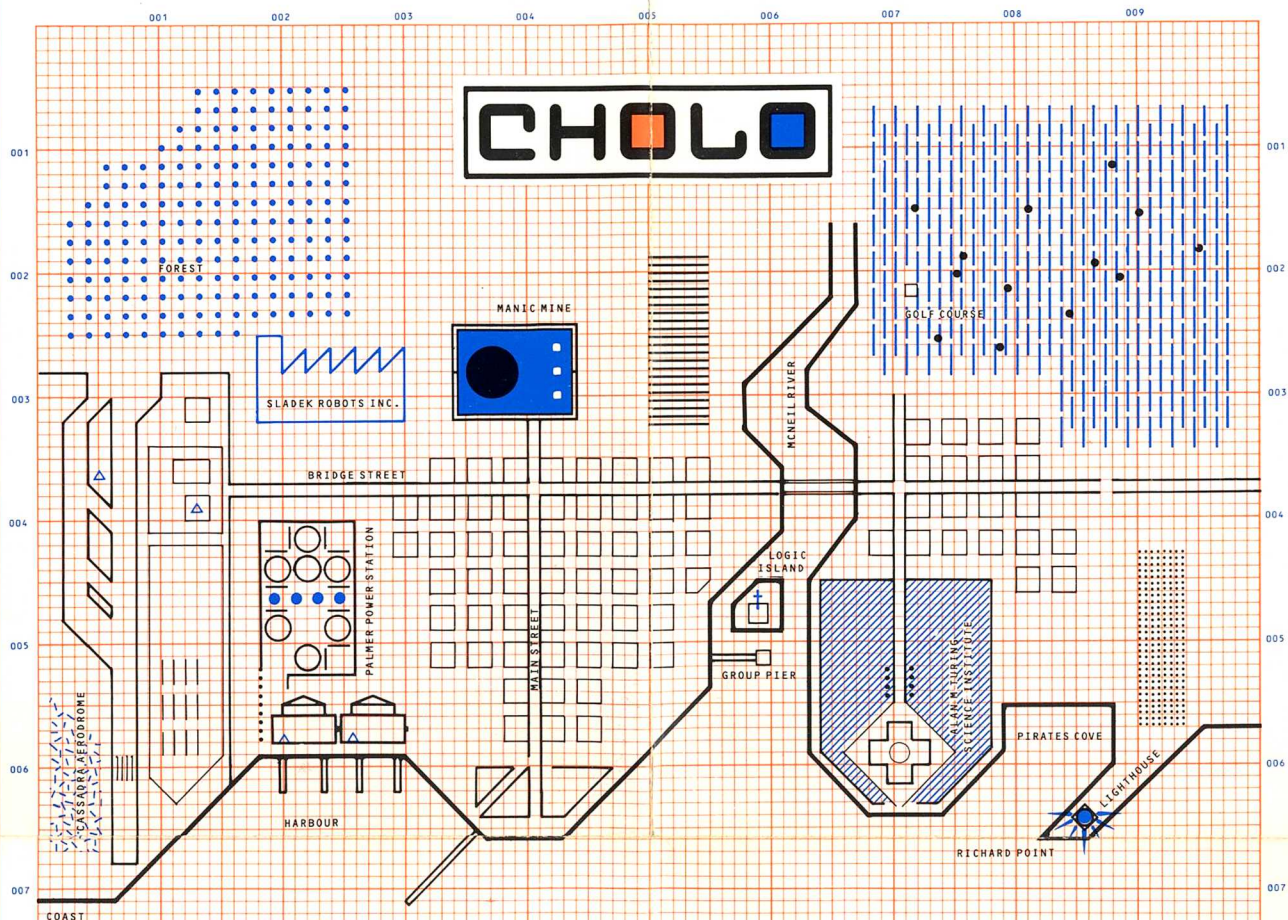 001 002 003 004 005 006 007 008 009
CHOLO
001 001
FOREST
002 002
MANIC MINE
GOLF COURSE
MCNEIL RIVER
003 003
SLADEK ROBOTS INC.
BRIDGE STREET
004 004
PALMER POWER STATION
LOGIC
ISLAND
MAIN STREET
005 005
GROUP PIER
ALAN M TURING
SCIENCE INSTITUTE
CASSADRA AERODROME
PIRATES COVE
006 006
LIGHTHOUSE
HARBOUR
RICHARD POINT
007 007
COAST